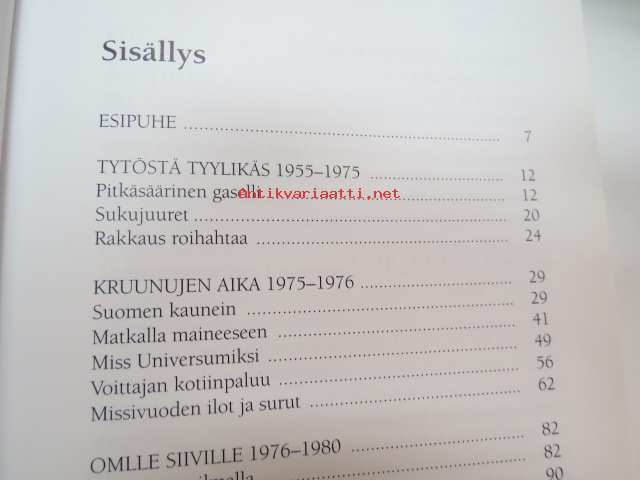 Sisällys
ESIPUHE 7
TYTÖSTÄ TYYLIKÄS 1955–1975 12
Pitkäsäärinen gaselli 12
antikvariaatti.net
Sukujuuret 20
Rakkaus roihahtaa 24
KRUUNUJEN AIKA 1975–1976 29
Suomen kaunein 29
Matkalla maineeseen 41
Miss Universumiksi 49
Voittajan kotiinpaluu 56
Missivuoden ilot ja surut 62
OMLLE SIIVILLE 1976–1980 82
82
90